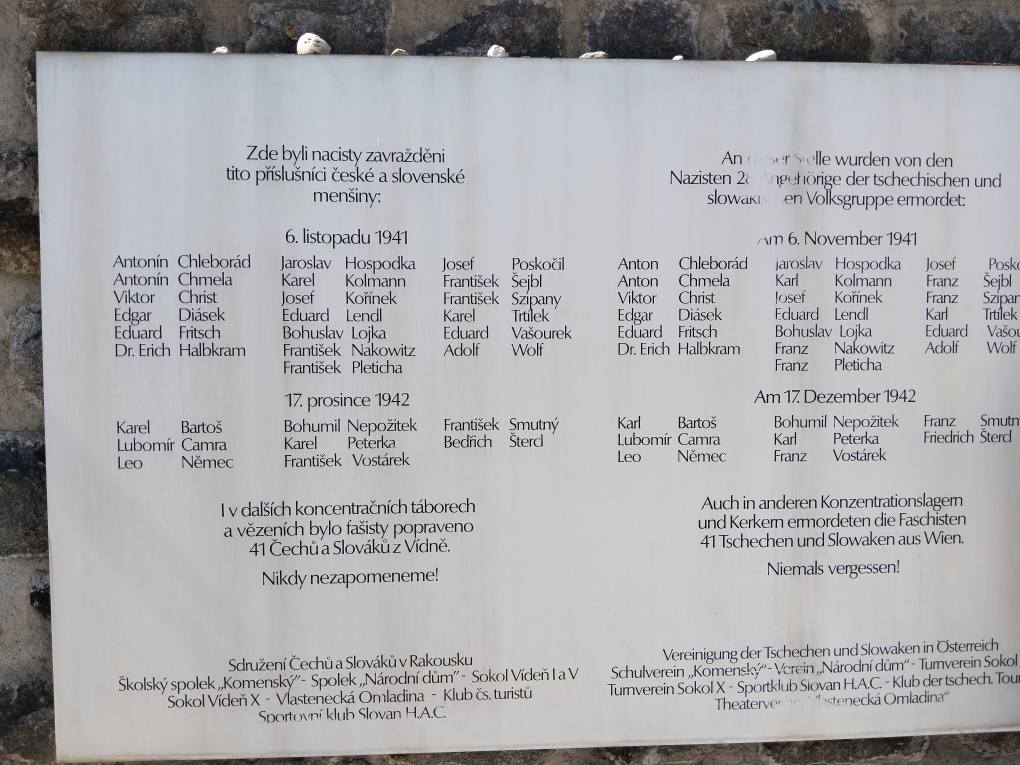 Zde byli nacisty zavražděni
tito příslušníci české a slovenské
menšiny:
6. listopadu 1941
Antonín Chleborád Jaroslav Hospodka Josef Poskočil
Antonín Chmela Karel Kolmann František Šejbl
Viktor Christ Josef Kořínek František Szipany
Edgar Diásek Eduard Lendl Karel Trtílek
Eduard Fritsch Bohuslav Lojka Eduard Vašourek
Dr. Erich Halbkram František Nakowitz Adolf Wolf
František Pleticha
17. prosince 1942
Karel Bartoš Bohumil Nepožitek František Smutný
Lubomír Camra Karel Peterka Bedřich Štercl
Leo Němec František Vostárek
I v dalších koncentračních táborech
a vězeních bylo fašisty popraveno
41 Čechů a Slováků z Vídně.
Nikdy nezapomeneme!
Sdružení Čechů a Slováků v Rakousku
Školský spolek „Komenský" - Spolek „Národní dům" - Sokol Vídeň I a V
Sokol Vídeň X - Vlastenecká Omladina - Klub čs. turistů
Sportovní klub Slovan H.A.C.
An dieser Stelle wurden von den
Nazisten Angehörige der tschechischen und
slowakischen Volksgruppe ermordet:
Am 6. November 1941
Anton Chleborád Jaroslav Hospodka Josef
Anton Chmela Karl Kolmann Franz Šejbl
Viktor Christ Josef Kořínek Franz
Edgar Diásek Eduard Lendl Karl Trtílek
Eduard Fritsch Bohuslav Lojka Eduard
Dr. Erich Halbkram Franz Nakowitz Adolf Wolf
Franz Pleticha
Am 17. Dezember 1942
Karl Bartoš Bohumil Nepožitek Franz
Lubomír Camra Karl Peterka Friedrich Štercl
Leo Němec Franz Vostárek
Auch in anderen Konzentrationslagern
und Kerkern ermordeten die Faschisten
41 Tschechen und Slowaken aus Wien.
Niemals vergessen!
Vereinigung der Tschechen und Slowaken in Österreich
Schulverein „Komenský" - Verein „Národní dům" - Turnverein Sokol
Turnverein Sokol X - Sportklub Slovan H.A.C. - Klub der tschech.
Omladina"